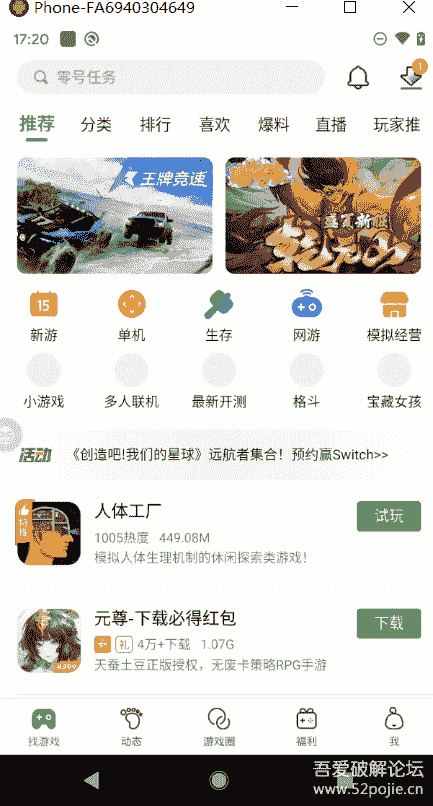 Phone-FA6940304649
17:20
零号任务
1
推荐 分类 排行 喜欢 爆料 直播 玩家推
王牌竞速
15
新游 单机 生存 网游 模拟经营
小游戏 多人联机 最新开测 格斗 宝藏女孩
活动 《创造吧!我们的星球》远航者集合！预约赢Switch>>
人体工厂
试玩
1005热度 449.08M
模拟人体生理机制的休闲探索类游戏！
元尊-下载必得红包
下载
礼 4万+下载 1.07G
4399
天蚕土豆正版授权，无废卡策略RPG手游
找游戏 动态 游戏圈 福利 我
吾爱破解论坛
www.52pojie.cn